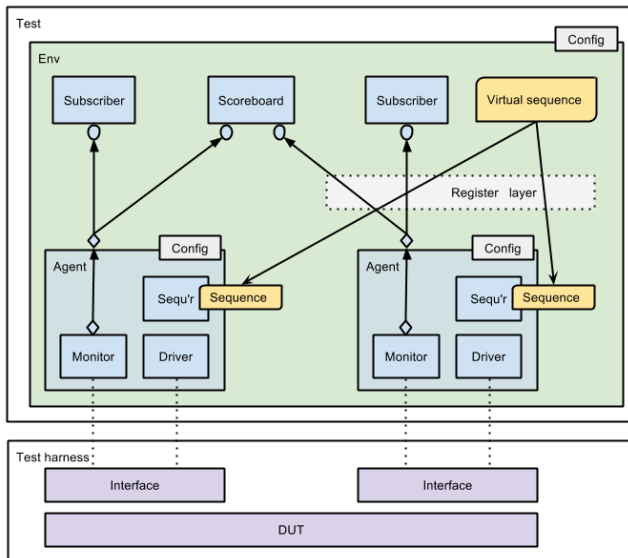 Test
Config
Env
Subscriber
Scoreboard
Subscriber
Virtual sequence
Register layer
Config
Config
Agent
Agent
Sequ'r
Sequence
Sequ'r
Sequence
Monitor
Driver
Monitor
Driver
Test harness
Interface
Interface
DUT